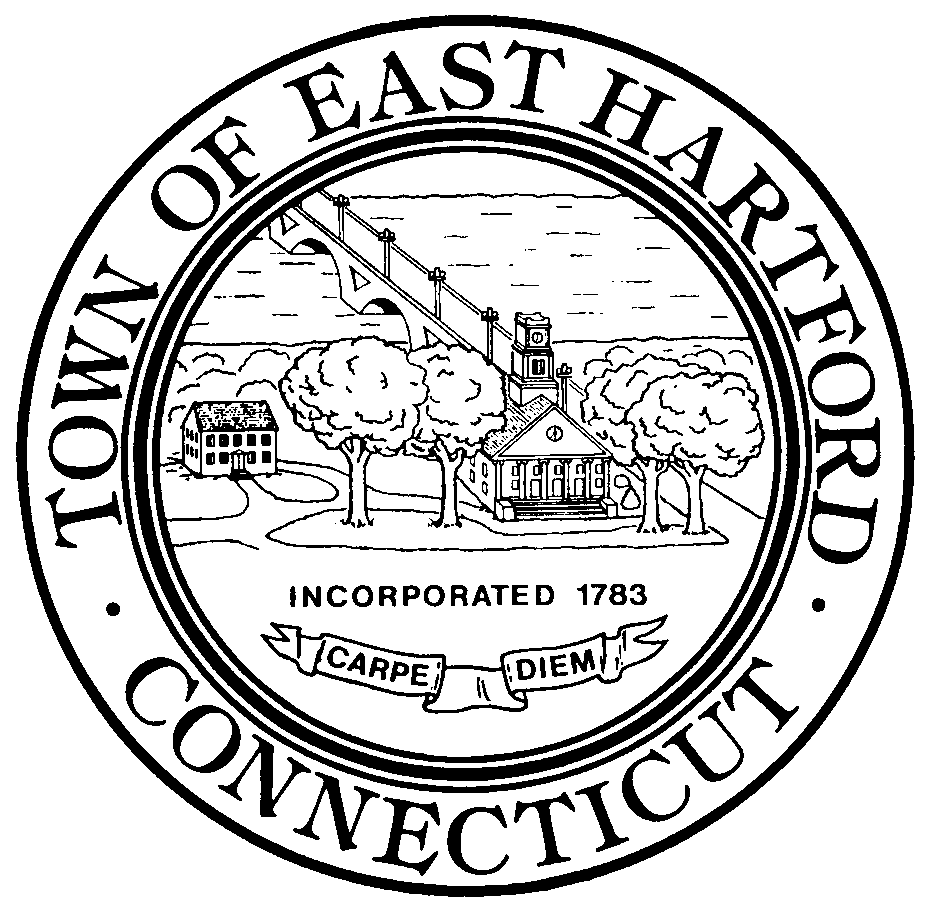 TOWN OF EAST HARTFORD
INCORPORATED 1783
CARPE DIEM
· CONNECTICUT ·